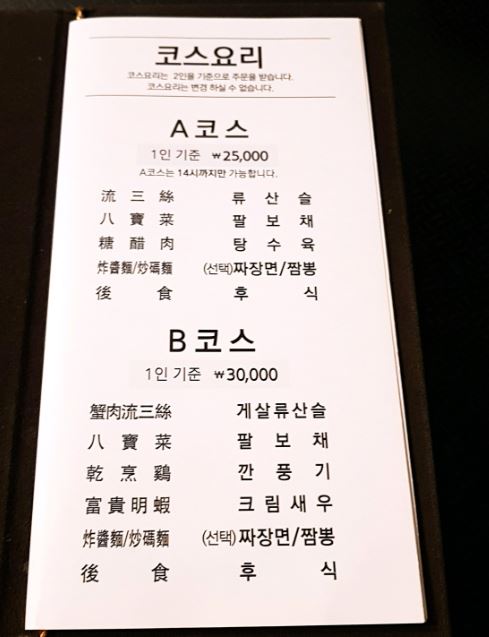 코스요리
코스요리는 2인을 기준으로 주문을 받습니다.
코스요리는 변경 하실 수 없습니다.
A 코스
1인 기준 ₩25,000
A코스는 14시까지만 가능합니다.
流三絲 류산슬
八寶菜 팔보채
糖醋肉 탕수육
炸醬麵/炒碼麵 (선택)짜장면/짬뽕
後食 후식
B 코스
1인 기준 ₩30,000
蟹肉流三絲 게살류산슬
八寶菜 팔보채
乾烹鷄 깐풍기
富貴明蝦 크림새우
炸醬麵/炒碼麵 (선택)짜장면/짬뽕
後食 후식